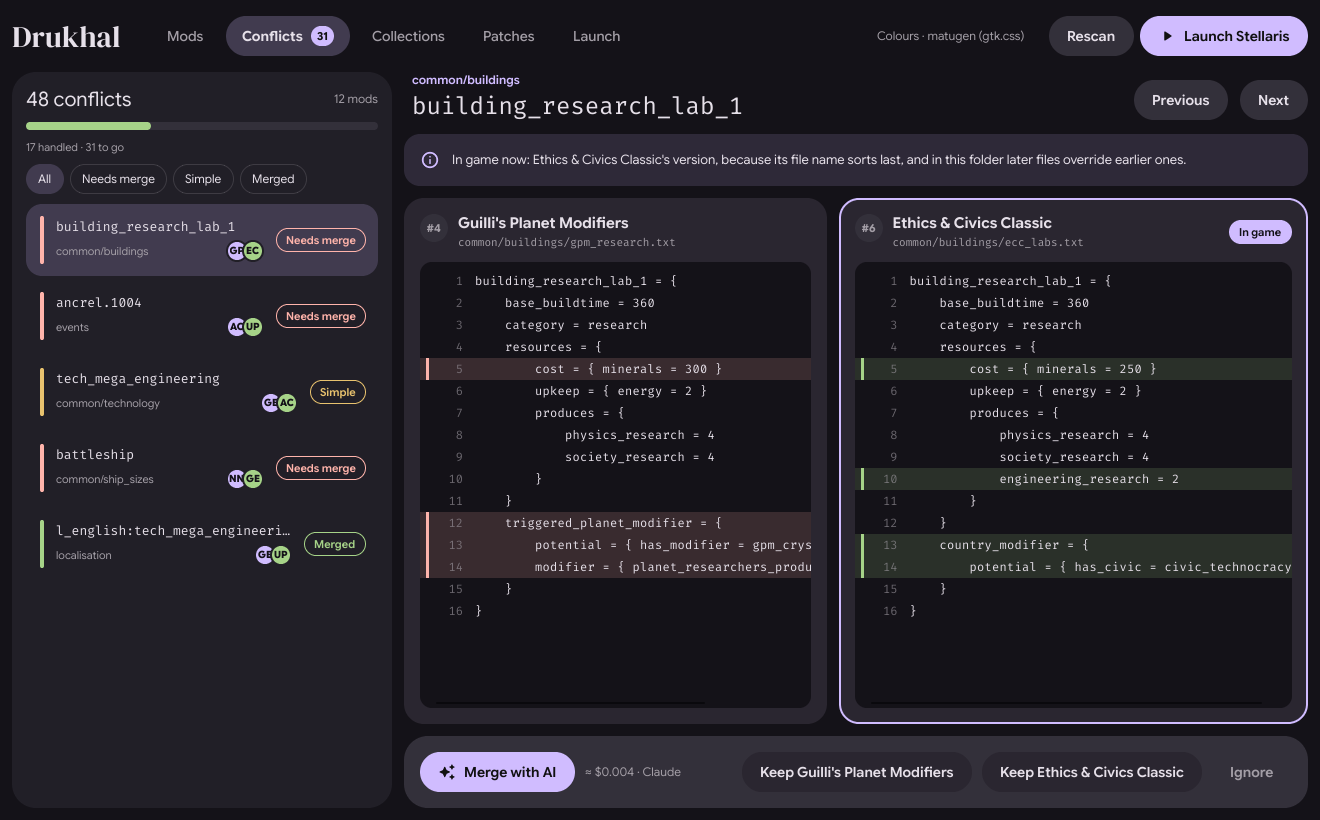 Drukhal
Mods
Conflicts 31
Collections
Patches
Launch
Colours · matugen (gtk.css)
Rescan
Launch Stellaris
48 conflicts
12 mods
17 handled · 31 to go
All
Needs merge
Simple
Merged
building_research_lab_1
common/buildings
GP EC
Needs merge
ancrel.1004
events
AC UP
Needs merge
tech_mega_engineering
common/technology
GE AC
Simple
battleship
common/ship_sizes
NN GE
Needs merge
l_english:tech_mega_engineeri…
localisation
GE UP
Merged
common/buildings
building_research_lab_1
Previous
Next
In game now: Ethics & Civics Classic's version, because its file name sorts last, and in this folder later files override earlier ones.
#4
Guilli's Planet Modifiers
common/buildings/gpm_research.txt
1 building_research_lab_1 = {
2 base_buildtime = 360
3 category = research
4 resources = {
5 cost = { minerals = 300 }
6 upkeep = { energy = 2 }
7 produces = {
8 physics_research = 4
9 society_research = 4
10 }
11 }
12 triggered_planet_modifier = {
13 potential = { has_modifier = gpm_crys
14 modifier = { planet_researchers_produ
15 }
16 }
#6
Ethics & Civics Classic
common/buildings/ecc_labs.txt
In game
1 building_research_lab_1 = {
2 base_buildtime = 360
3 category = research
4 resources = {
5 cost = { minerals = 250 }
6 upkeep = { energy = 2 }
7 produces = {
8 physics_research = 4
9 society_research = 4
10 engineering_research = 2
11 }
12 }
13 country_modifier = {
14 potential = { has_civic = civic_technocracy
15 }
16 }
Merge with AI
≈ $0.004 · Claude
Keep Guilli's Planet Modifiers
Keep Ethics & Civics Classic
Ignore